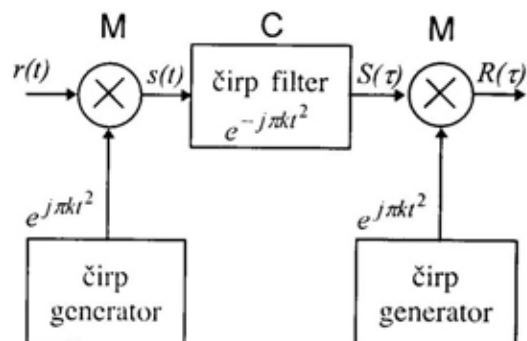 M C M
r(t) s(t) čirp filter S(τ) R(τ)
e^{-jπkt^2}
e^{jπkt^2} e^{jπkt^2}
čirp čirp
generator generator